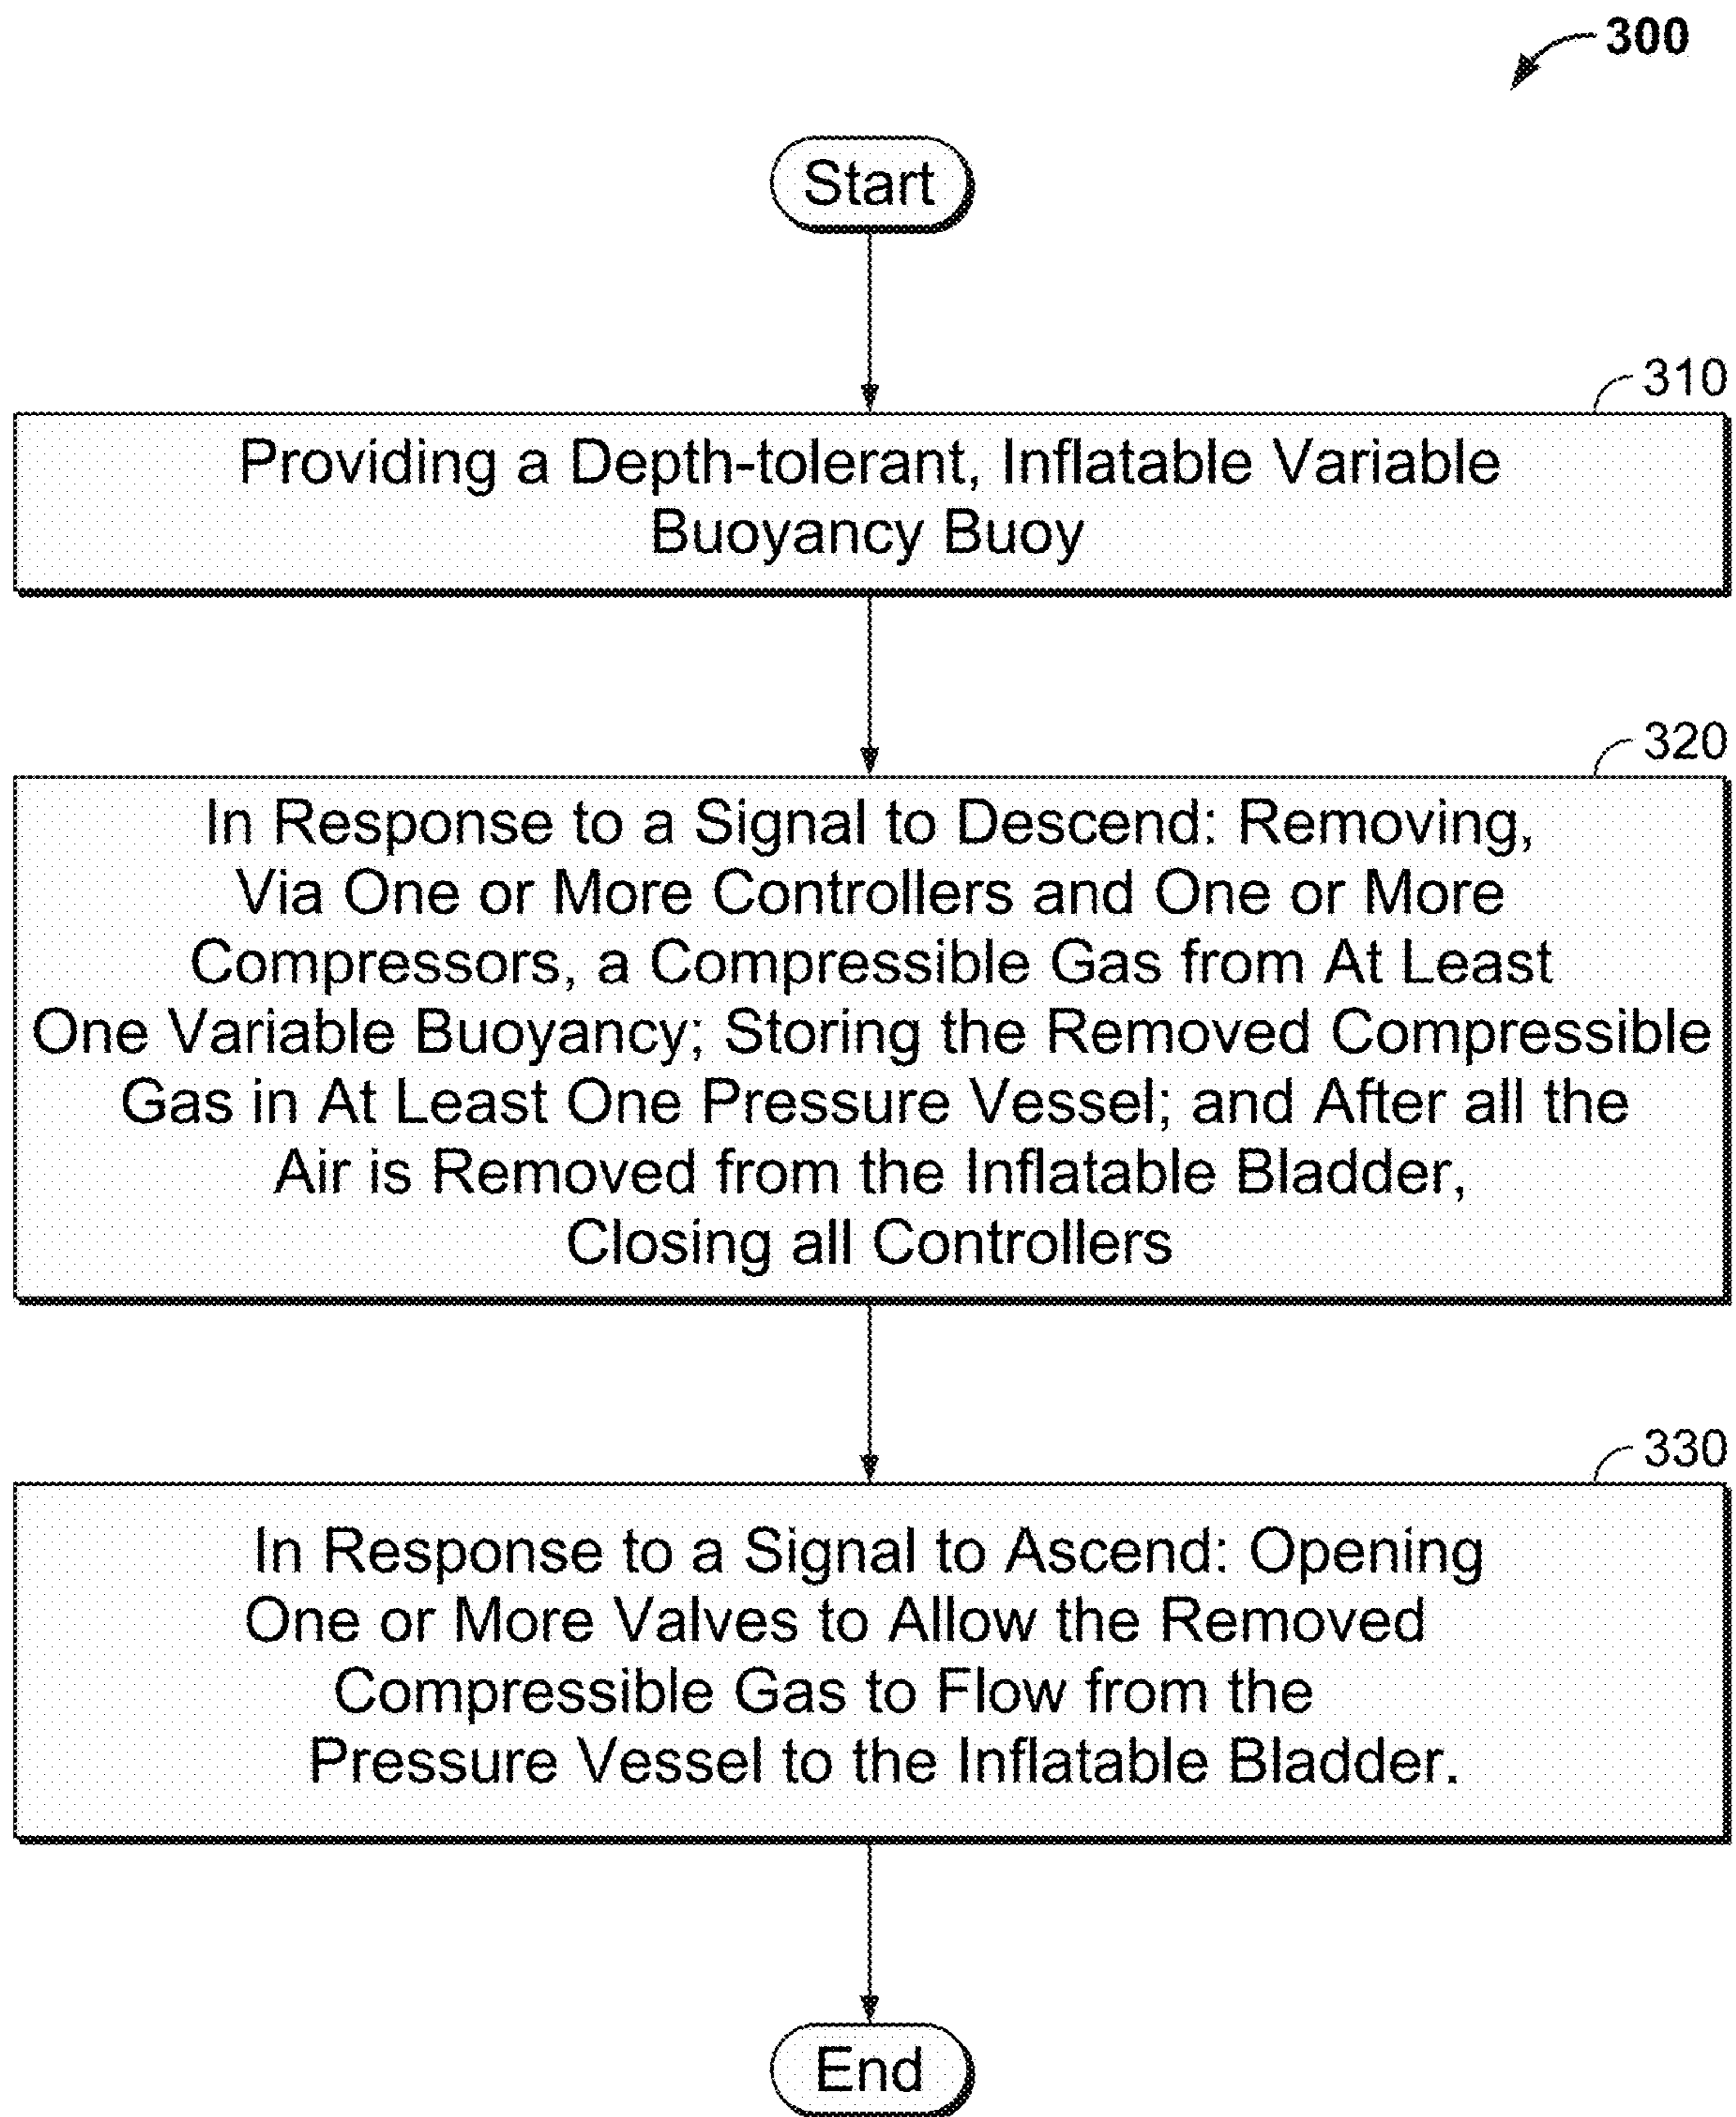 300
Start
310
Providing a Depth-tolerant, Inflatable Variable
Buoyancy Buoy
320
In Response to a Signal to Descend: Removing,
Via One or More Controllers and One or More
Compressors, a Compressible Gas from At Least
One Variable Buoyancy; Storing the Removed Compressible
Gas in At Least One Pressure Vessel; and After all the
Air is Removed from the Inflatable Bladder,
Closing all Controllers
330
In Response to a Signal to Ascend: Opening
One or More Valves to Allow the Removed
Compressible Gas to Flow from the
Pressure Vessel to the Inflatable Bladder.
End